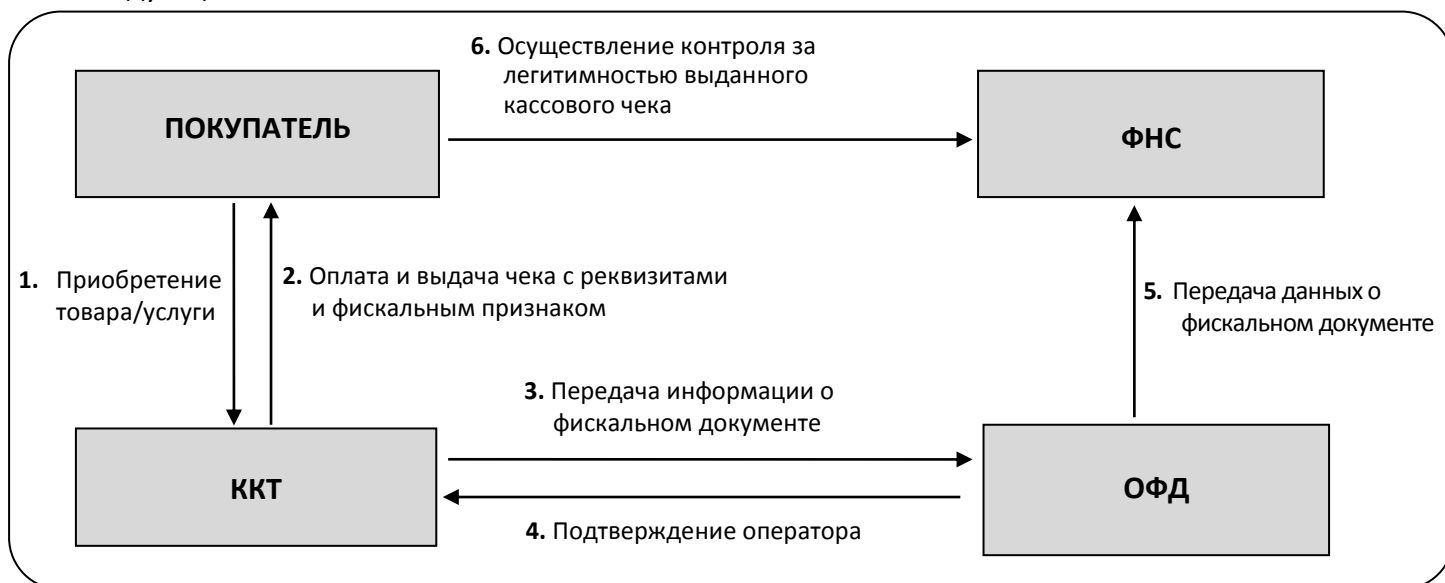 6. Осуществление контроля за
легитимностью выданного
кассового чека
ПОКУПАТЕЛЬ
ФНС
1. Приобретение
товара/услуги
2. Оплата и выдача чека с реквизитами
и фискальным признаком
5. Передача данных о
фискальном документе
3. Передача информации о
фискальном документе
ККТ
ОФД
4. Подтверждение оператора